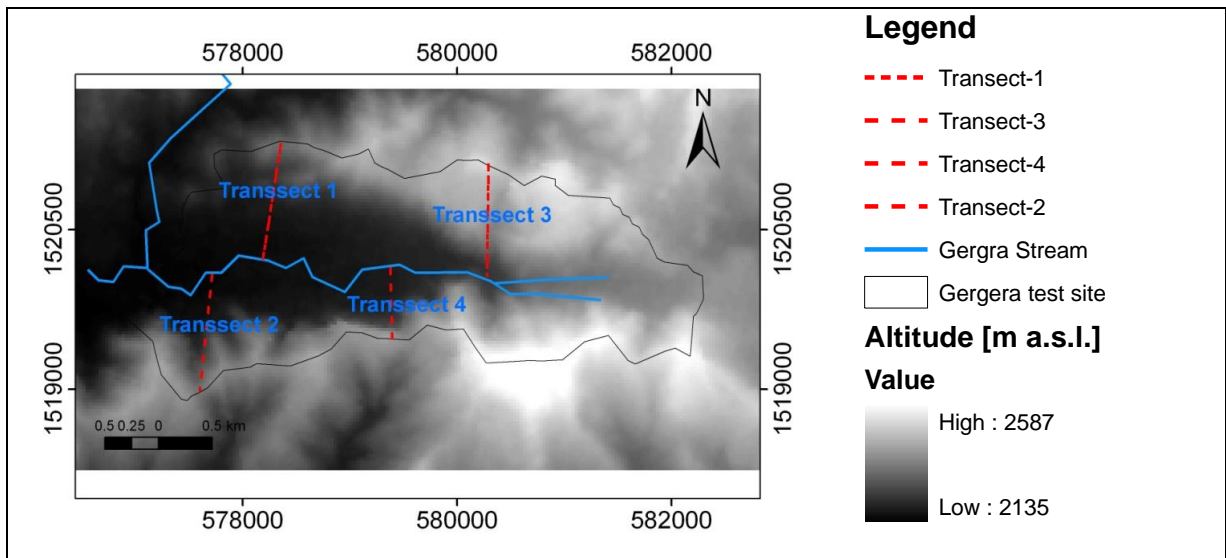 578000 580000 582000
N
1520500
1519000
Transsect 1
Transsect 3
Transsect 2
Transsect 4
1520500
1519000
0.5 0.25 0 0.5 km
578000 580000 582000
Legend
Transect-1
Transect-3
Transect-4
Transect-2
Gergra Stream
Gergera test site
Altitude [m a.s.l.]
Value
High : 2587
Low : 2135